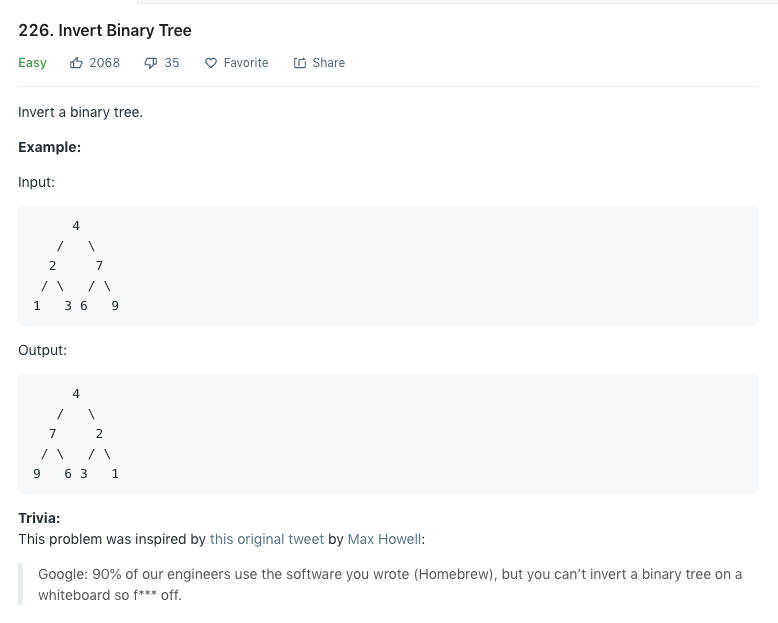 226. Invert Binary Tree
Easy 2068 35 Favorite Share
Invert a binary tree.
Example:
Input:
     4
   /   \
  2     7
 / \   / \
1   3 6   9
Output:
     4
   /   \
  7     2
 / \   / \
9   6 3   1
Trivia:
This problem was inspired by this original tweet by Max Howell:
Google: 90% of our engineers use the software you wrote (Homebrew), but you can’t invert a binary tree on a
whiteboard so f*** off.